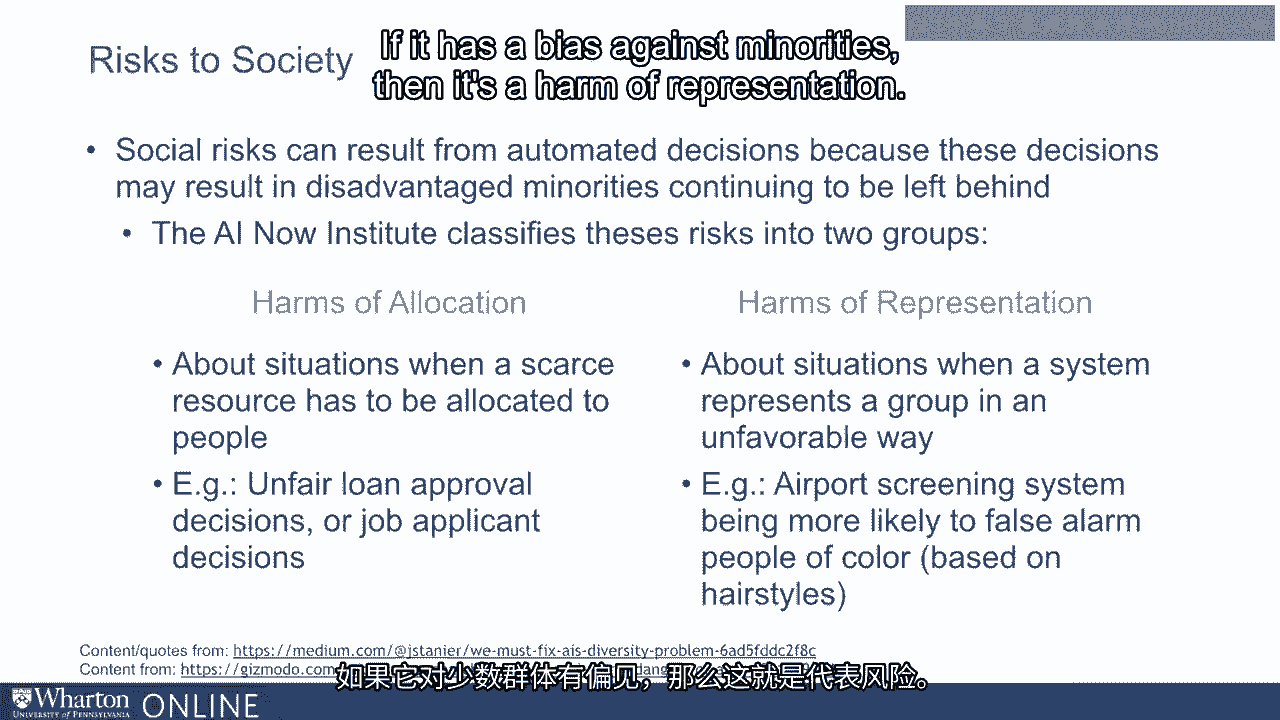 Risks to Society
If it has a bias against minorities,
then it's a harm of representation.
• Social risks can result from automated decisions because these decisions
may result in disadvantaged minorities continuing to be left behind
• The AI Now Institute classifies theses risks into two groups:
Harms of Allocation
• About situations when a scarce
resource has to be allocated to
people
• E.g.: Unfair loan approval
decisions, or job applicant
decisions
Harms of Representation
• About situations when a system
represents a group in an
unfavorable way
• E.g.: Airport screening system
being more likely to false alarm
people of color (based on
hairstyles)
Content/quotes from: https://medium.com/@jstanier/we-must-fix-ais-diversity-problem-6ad5fddc2f8c
Content from: https://gizmodo.com
如果它对少数群体有偏见，那么这就是代表风险。
Wharton
UNIVERSITY of PENNSYLVANIA
ONLINE